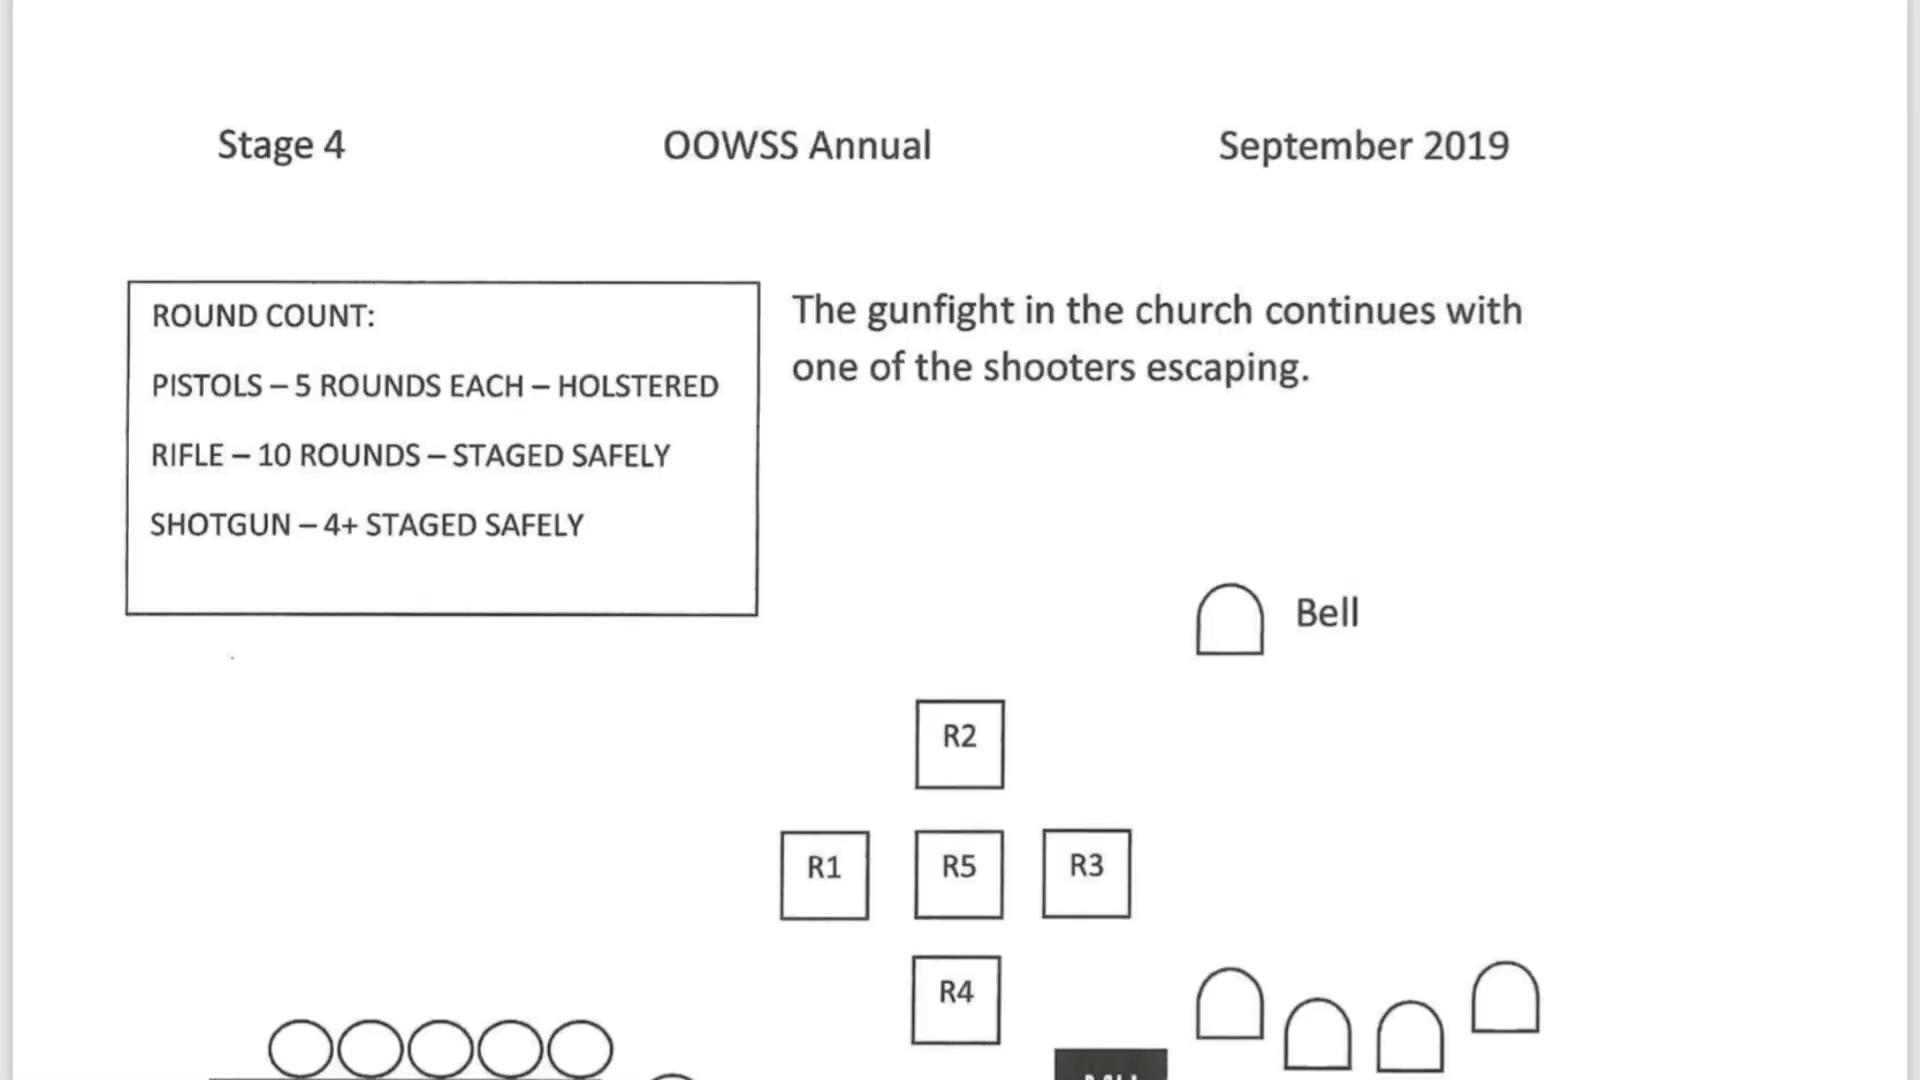 Stage 4 OOWSS Annual September 2019
ROUND COUNT:
PISTOLS – 5 ROUNDS EACH – HOLSTERED
RIFLE – 10 ROUNDS – STAGED SAFELY
SHOTGUN – 4+ STAGED SAFELY
The gunfight in the church continues with
one of the shooters escaping.
Bell
R2
R1 R5 R3
R4